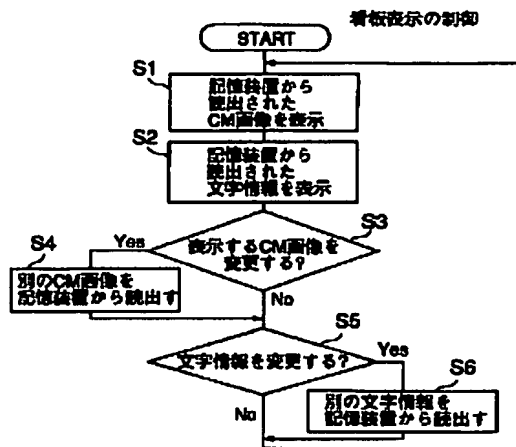 看板表示の制御
START
S1
記憶装置から
読出された
CM画像を表示
S2
記憶装置から
読出された
文字情報を表示
S3
表示するCM画像を
変更する?
Yes
S4
別のCM画像を
記憶装置から読出す
No
S5
文字情報を変更する?
Yes
S6
別の文字情報を
記憶装置から読出す
No